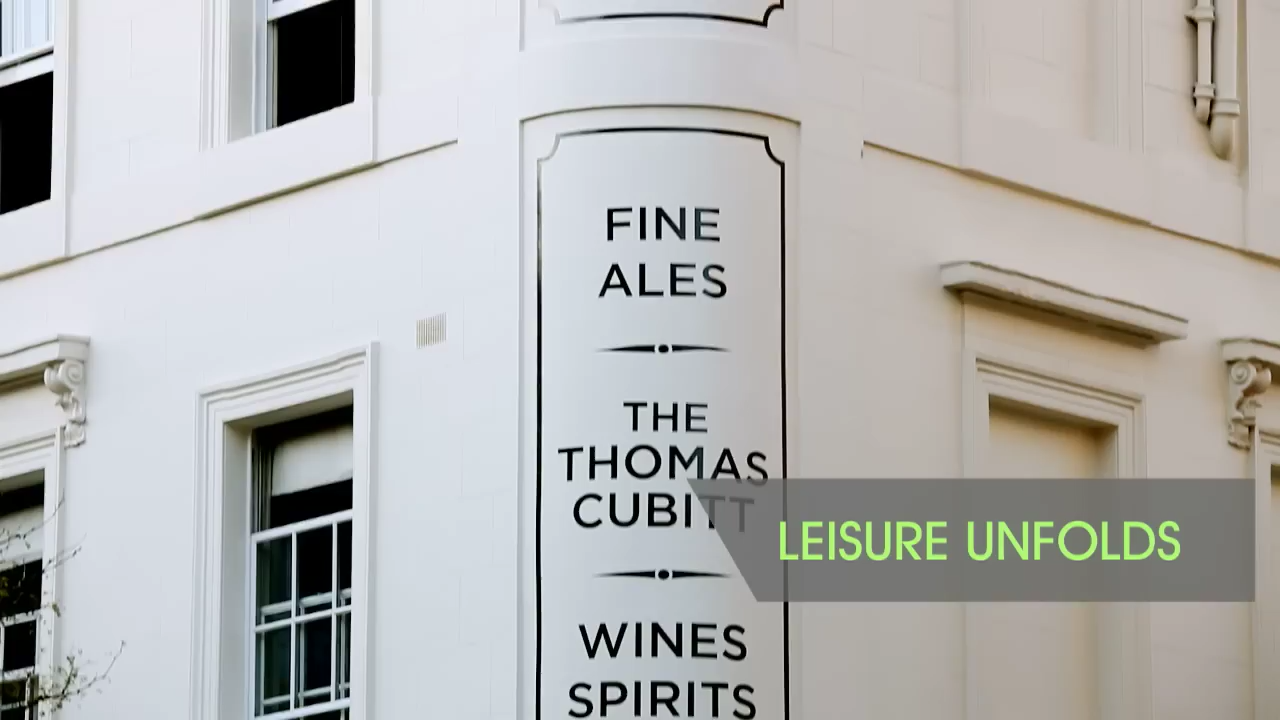 FINE
ALES
THE
THOMAS
CUBITT
WINES
SPIRITS
LEISURE UNFOLDS